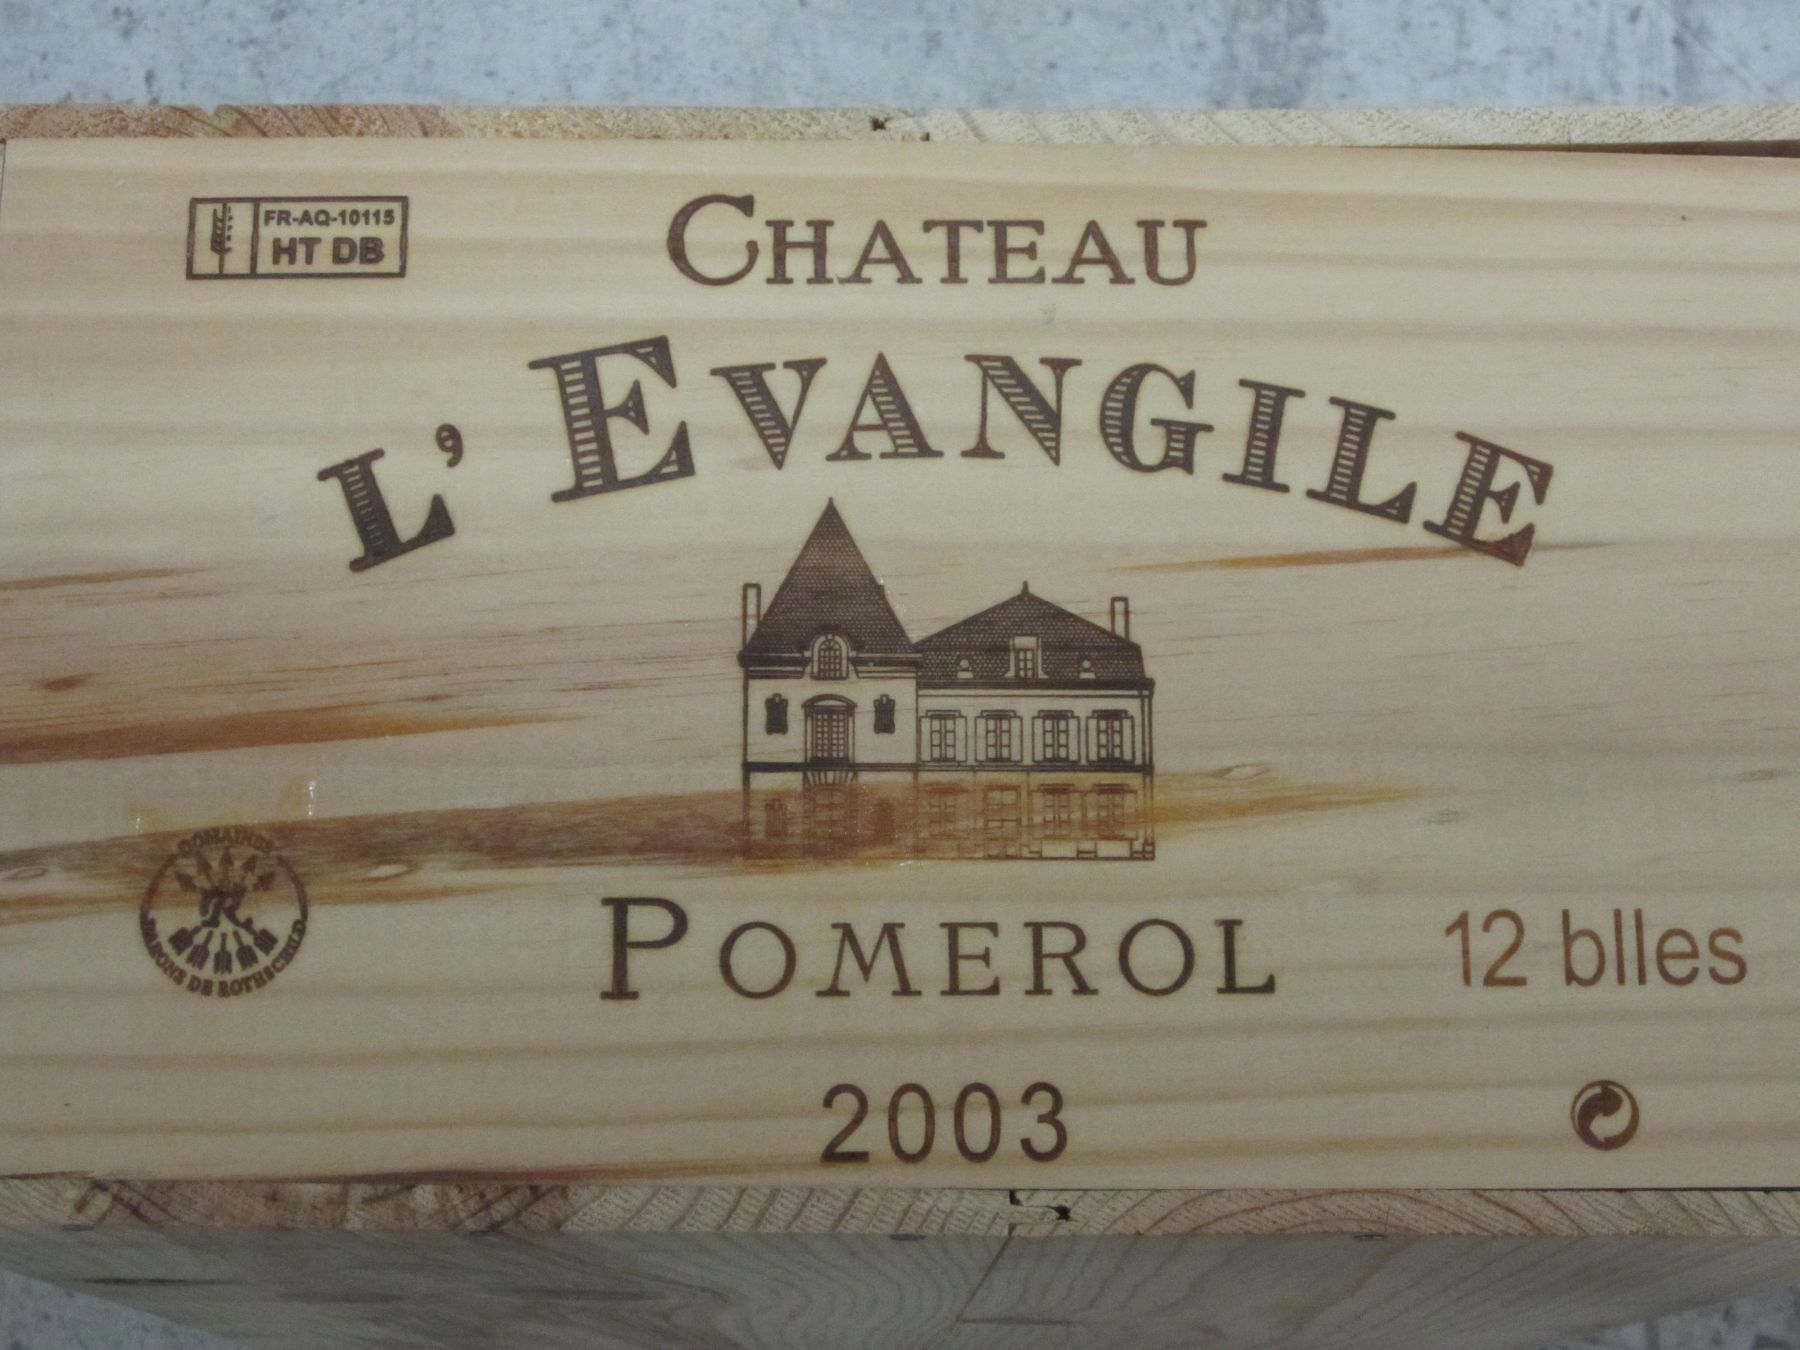 FR-AQ-10115
HT DB
CHATEAU
L'EVANGILE
DOMAINES
BARONS DE ROTHSCHILD
R
POMEROL
12 blles
2003